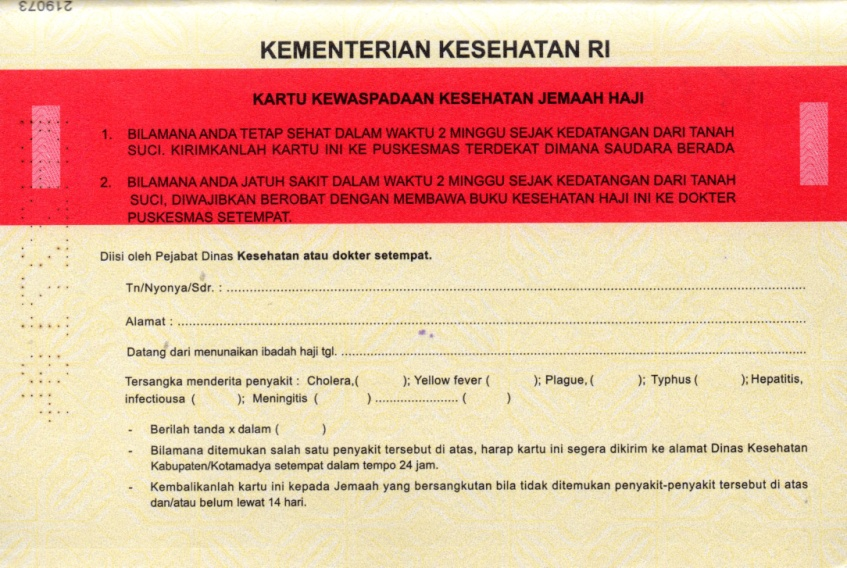 219073
KEMENTERIAN KESEHATAN RI
KARTU KEWASPADAAN KESEHATAN JEMAAH HAJI
1. BILAMANA ANDA TETAP SEHAT DALAM WAKTU 2 MINGGU SEJAK KEDATANGAN DARI TANAH
SUCI. KIRIMKANLAH KARTU INI KE PUSKESMAS TERDEKAT DIMANA SAUDARA BERADA
2. BILAMANA ANDA JATUH SAKIT DALAM WAKTU 2 MINGGU SEJAK KEDATANGAN DARI TANAH
SUCI, DIWAJIBKAN BEROBAT DENGAN MEMBAWA BUKU KESEHATAN HAJI INI KE DOKTER
PUSKESMAS SETEMPAT.
Diisi oleh Pejabat Dinas Kesehatan atau dokter setempat.
Tn/Nyonya/Sdr. : ..........................................................................
Alamat : ..........................................................................
Datang dari menunaikan ibadah haji tgl. ..........................................................................
Tersangka menderita penyakit : Cholera,( ); Yellow fever ( ); Plague, ( ); Typhus ( ); Hepatitis,
infectiousa ( ); Meningitis ( ) ....................... ( )
- Berilah tanda x dalam ( )
- Bilamana ditemukan salah satu penyakit tersebut di atas, harap kartu ini segera dikirim ke alamat Dinas Kesehatan
Kabupaten/Kotamadya setempat dalam tempo 24 jam.
- Kembalikanlah kartu ini kepada Jemaah yang bersangkutan bila tidak ditemukan penyakit-penyakit tersebut di atas
dan/atau belum lewat 14 hari.